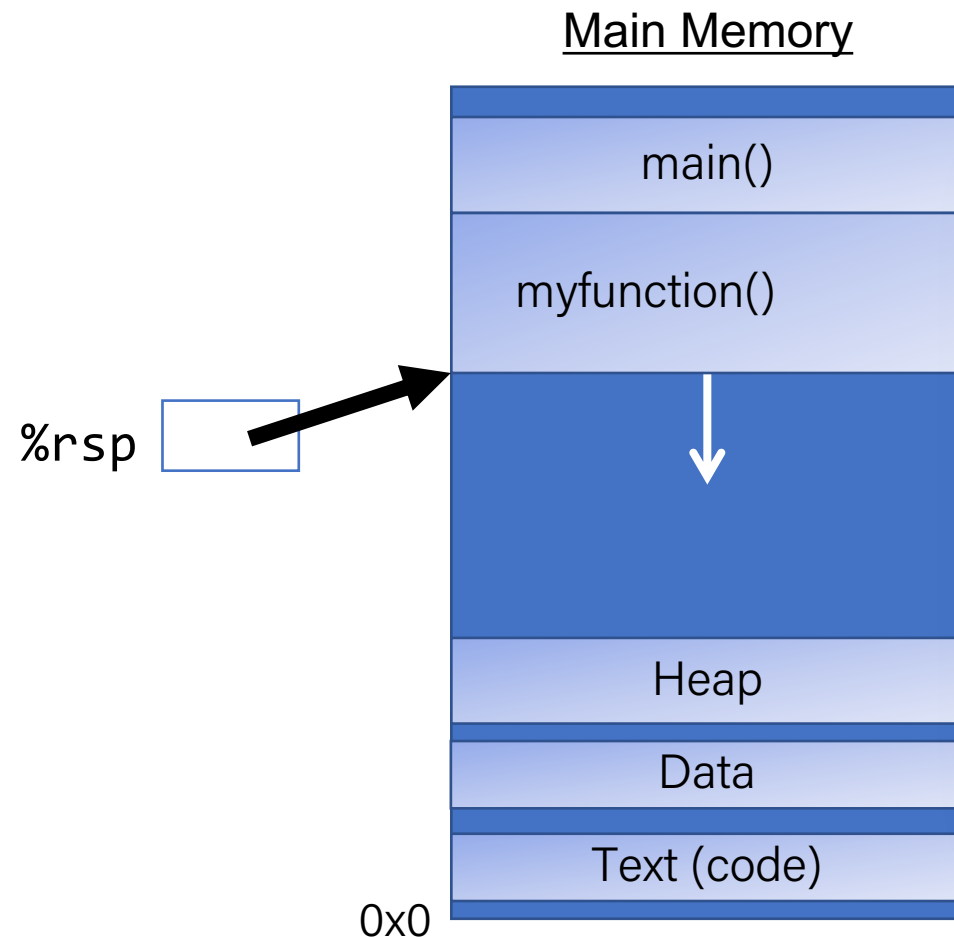 Main Memory
main()
myfunction()
%rsp
Heap
Data
Text (code)
0x0